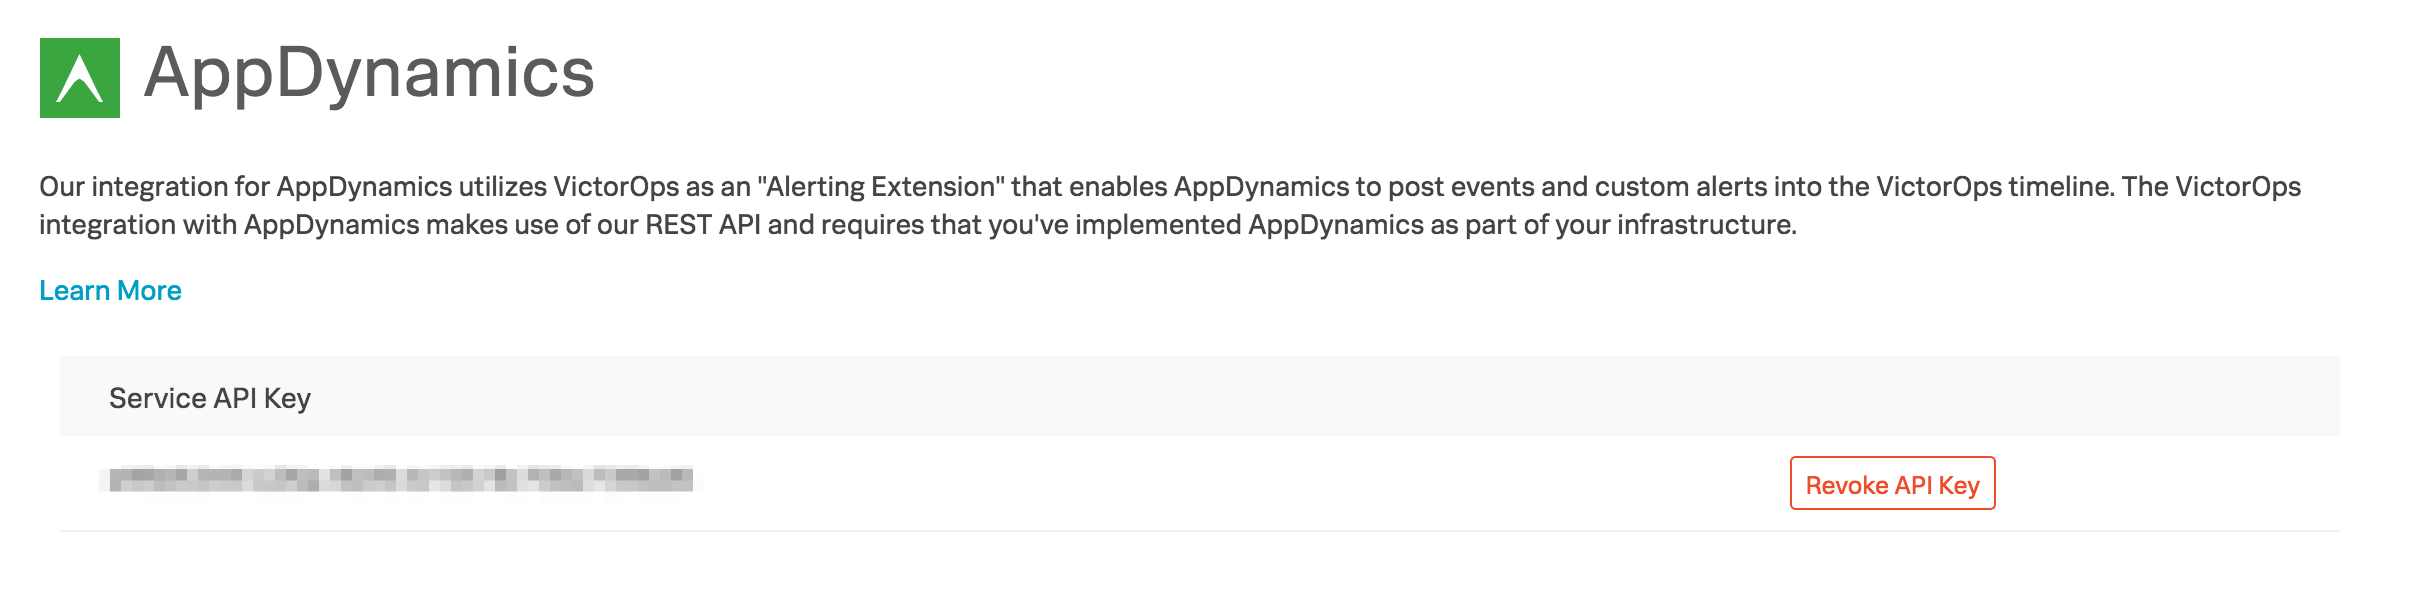 AppDynamics
Our integration for AppDynamics utilizes VictorOps as an "Alerting Extension" that enables AppDynamics to post events and custom alerts into the VictorOps timeline. The VictorOps
integration with AppDynamics makes use of our REST API and requires that you've implemented AppDynamics as part of your infrastructure.
Learn More
Service API Key
Revoke API Key